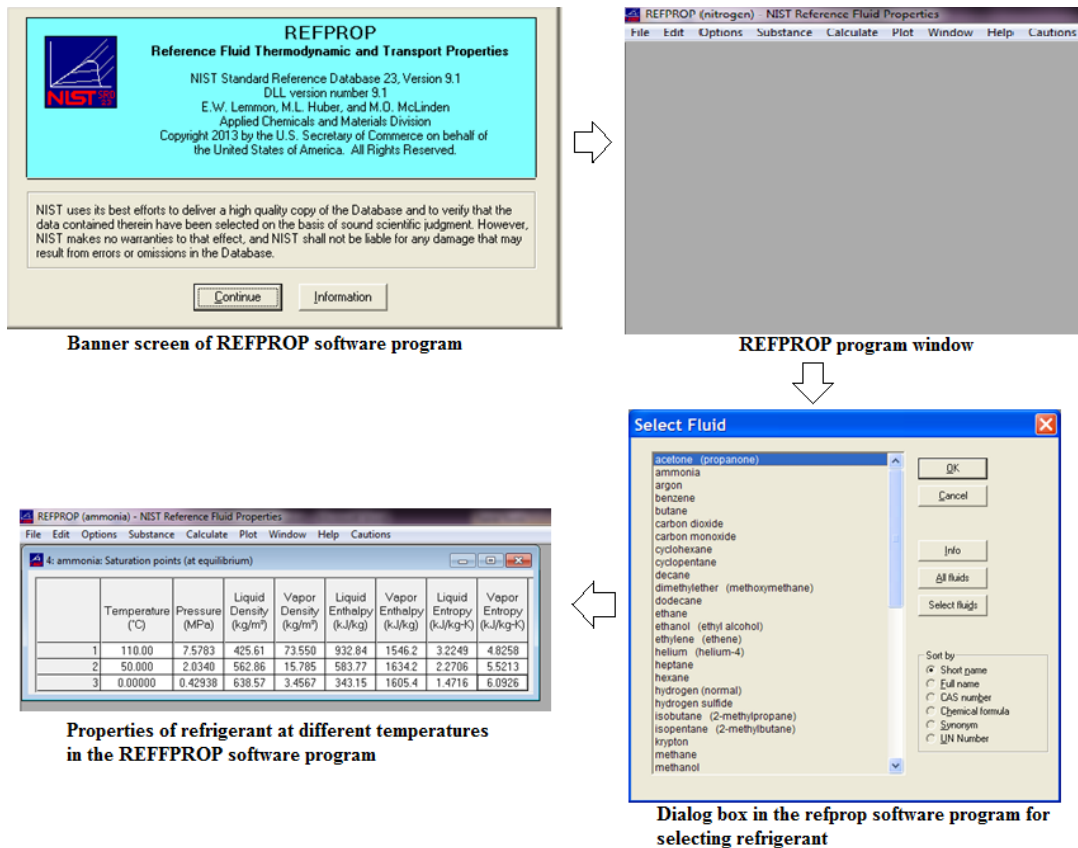 REFPROP
Reference Fluid Thermodynamic and Transport Properties
NIST SRD 23
NIST Standard Reference Database 23, Version 9.1
DLL version number 9.1
E.W. Lemmon, M.L. Huber, and M.O. McLinden
Applied Chemicals and Materials Division
Copyright 2013 by the U.S. Secretary of Commerce on behalf of
the United States of America. All Rights Reserved.
NIST uses its best efforts to deliver a high quality copy of the Database and to verify that the
data contained therein have been selected on the basis of sound scientific judgment. However,
NIST makes no warranties to that effect, and NIST shall not be liable for any damage that may
result from errors or omissions in the Database.
Continue Information
Banner screen of REFPROP software program
REFPROP (nitrogen) - NIST Reference Fluid Properties
File Edit Options Substance Calculate Plot Window Help Cautions
REFPROP program window
Select Fluid
acetone (propanone)
ammonia
argon
benzene
butane
carbon dioxide
carbon monoxide
cyclohexane
cyclopentane
decane
dimethylether (methoxymethane)
dodecane
ethane
ethanol (ethyl alcohol)
ethylene (ethene)
helium (helium-4)
heptane
hexane
hydrogen (normal)
hydrogen sulfide
isobutane (2-methylpropane)
isopentane (2-methylbutane)
krypton
methane
methanol
OK
Cancel
Info
All fluids
Select fluids
Sort by
Short name
Full name
CAS number
Chemical formula
Synonym
UN Number
Dialog box in the refprop software program for
selecting refrigerant
REFPROP (ammonia) - NIST Reference Fluid Properties
File Edit Options Substance Calculate Plot Window Help Cautions
4: ammonia: Saturation points (at equilibrium)
Temperature (°C) Pressure (MPa) Liquid Density (kg/m³) Vapor Density (kg/m³) Liquid Enthalpy (kJ/kg) Vapor Enthalpy (kJ/kg) Liquid Entropy (kJ/kg-K) Vapor Entropy (kJ/kg-K)
1 110.00 7.5783 425.61 73.550 932.84 1546.2 3.2249 4.8258
2 50.000 2.0340 562.86 15.785 583.77 1634.2 2.2706 5.5213
3 0.00000 0.42938 638.57 3.4567 343.15 1605.4 1.4716 6.0926
Properties of refrigerant at different temperatures
in the REFFPROP software program